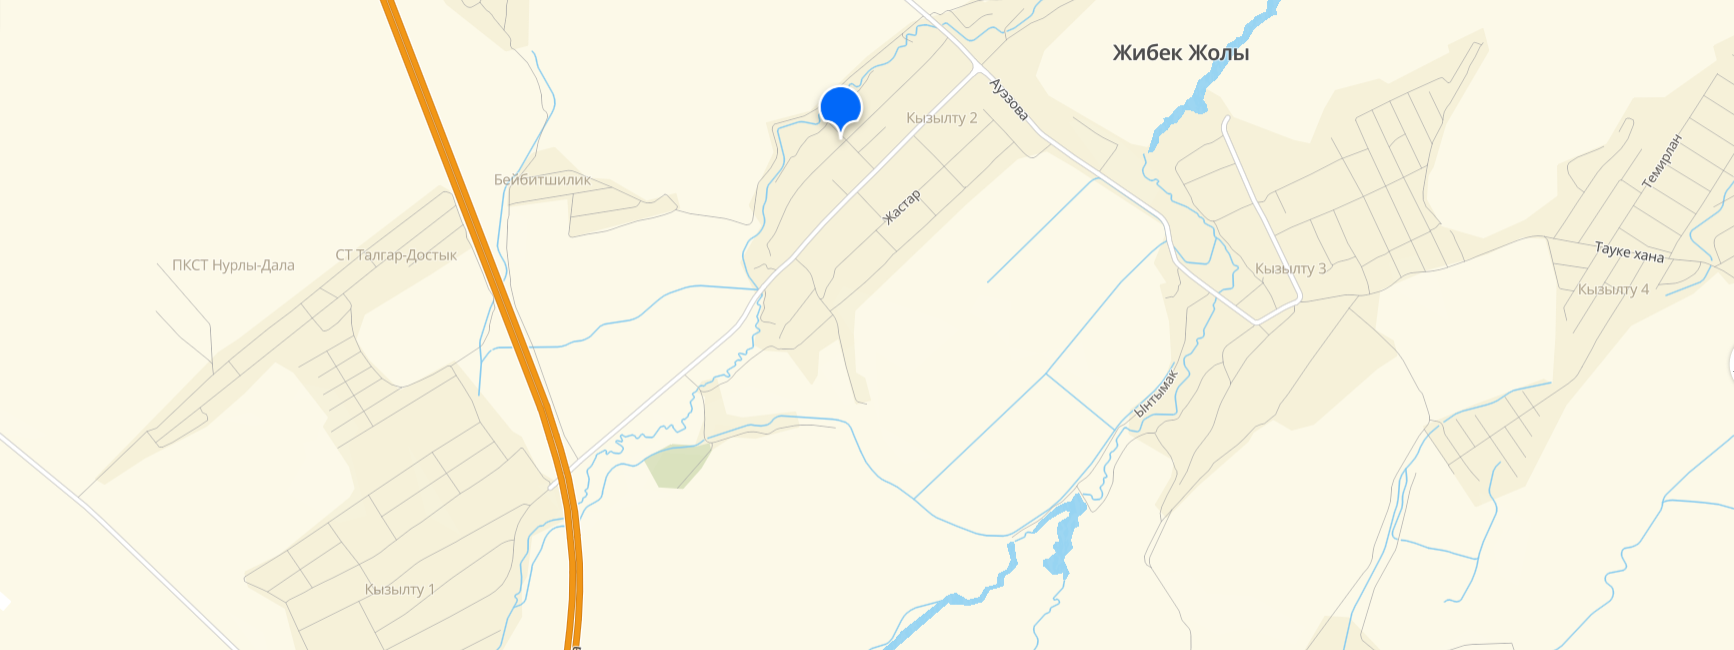 Жибек Жолы
Ауэзова
Кызылту 2
Темирлан
Бейбитшилик
Жастар
Тауке хана
СТ Талгар-Достык
ПКСТ Нурлы-Дала
Кызылту 3
Кызылту 4
Ынтымак
Кызылту 1